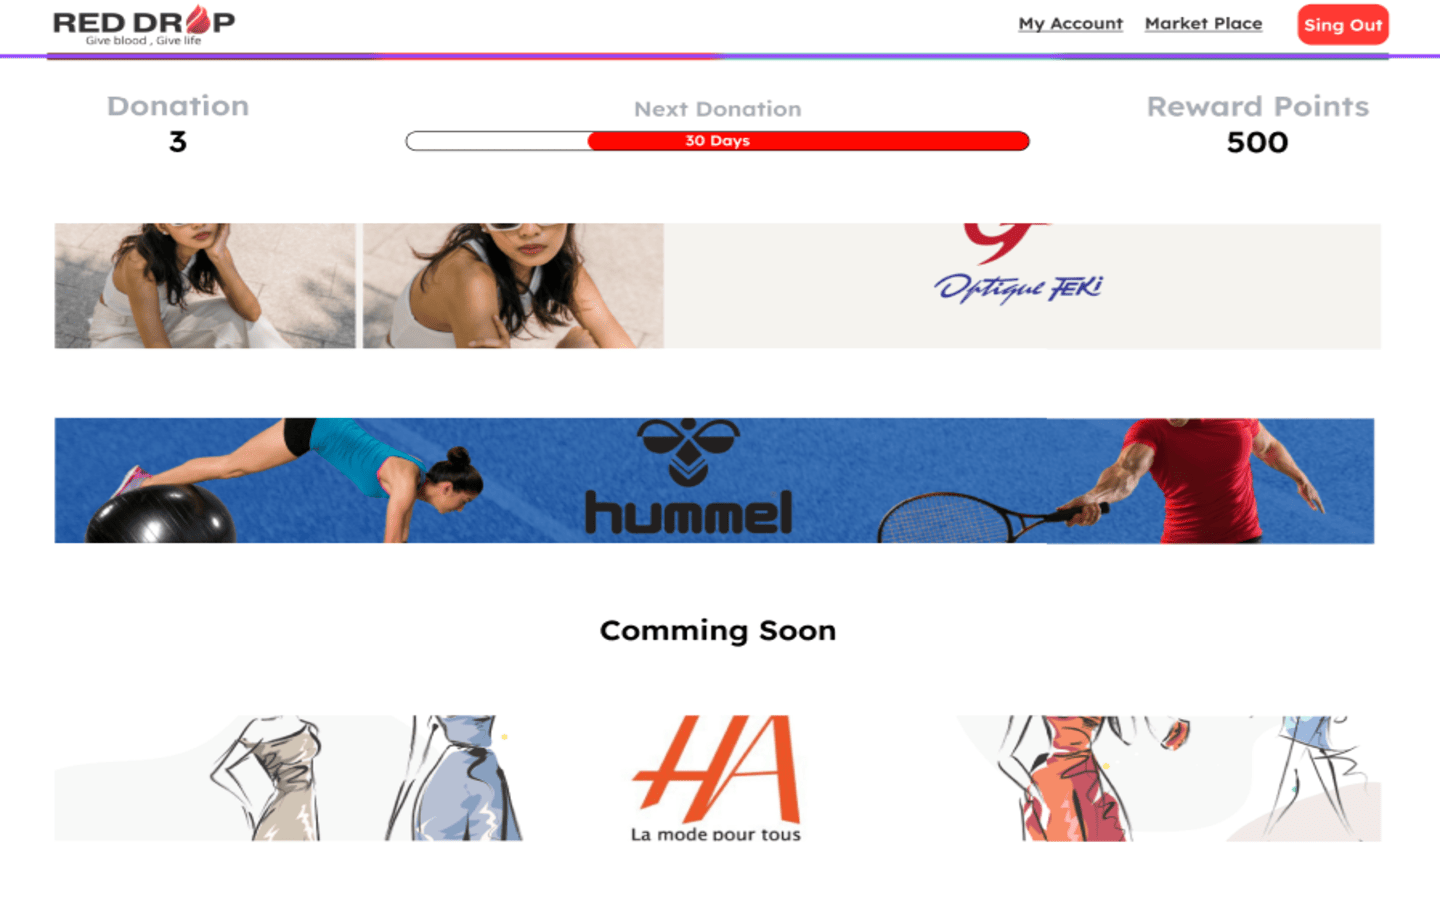 RED DROP
Give blood , Give life
My Account
Market Place
Sing Out
Donation
3
Next Donation
30 Days
Reward Points
500
Optique FEKi
hummel
Comming Soon
HA
La mode pour tous